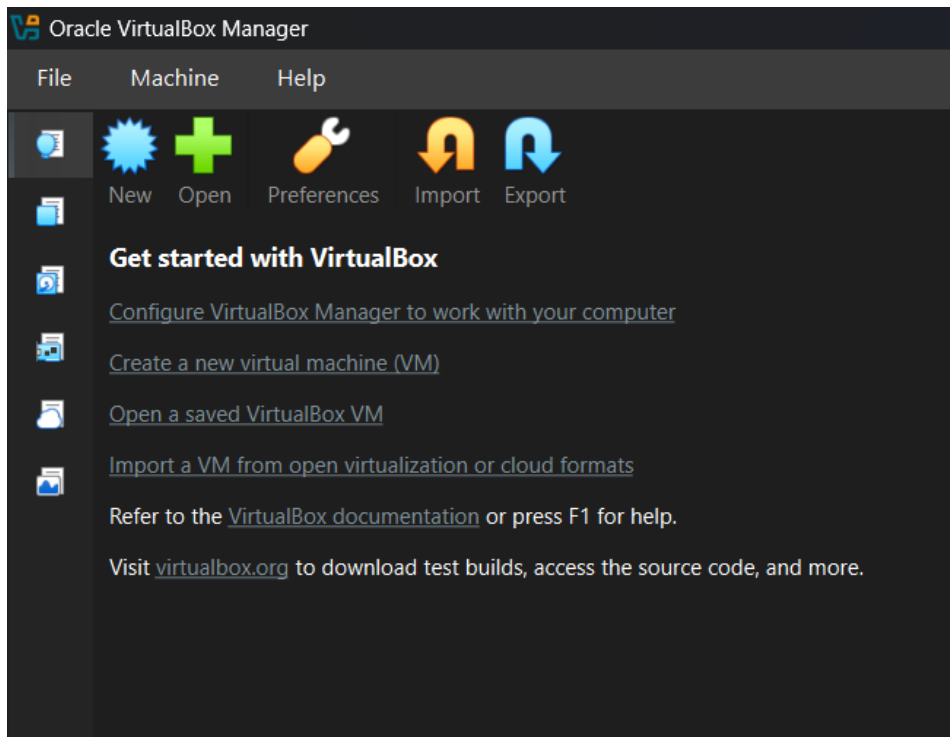 Oracle VirtualBox Manager
File Machine Help
New Open Preferences Import Export
Get started with VirtualBox
Configure VirtualBox Manager to work with your computer
Create a new virtual machine (VM)
Open a saved VirtualBox VM
Import a VM from open virtualization or cloud formats
Refer to the VirtualBox documentation or press F1 for help.
Visit virtualbox.org to download test builds, access the source code, and more.